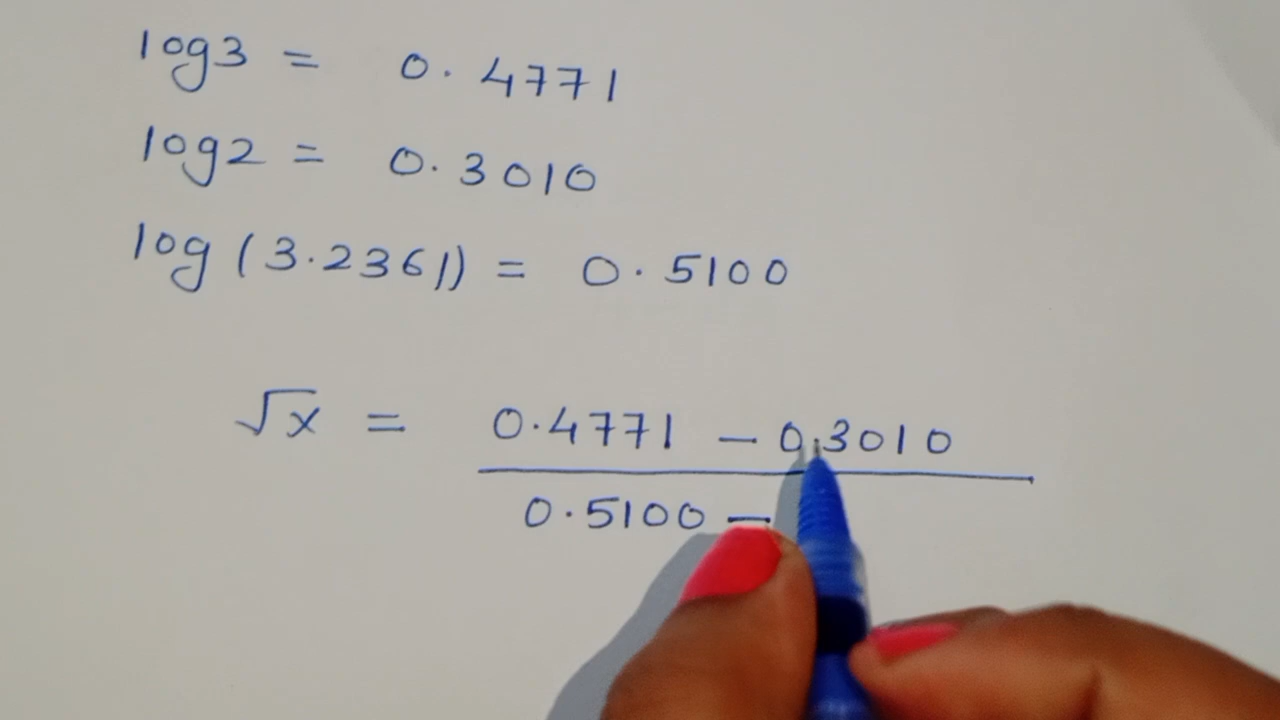 log3 = 0.4771
log2 = 0.3010
log (3.2361) = 0.5100
√x = 0.4771 - 0.3010
0.5100 -